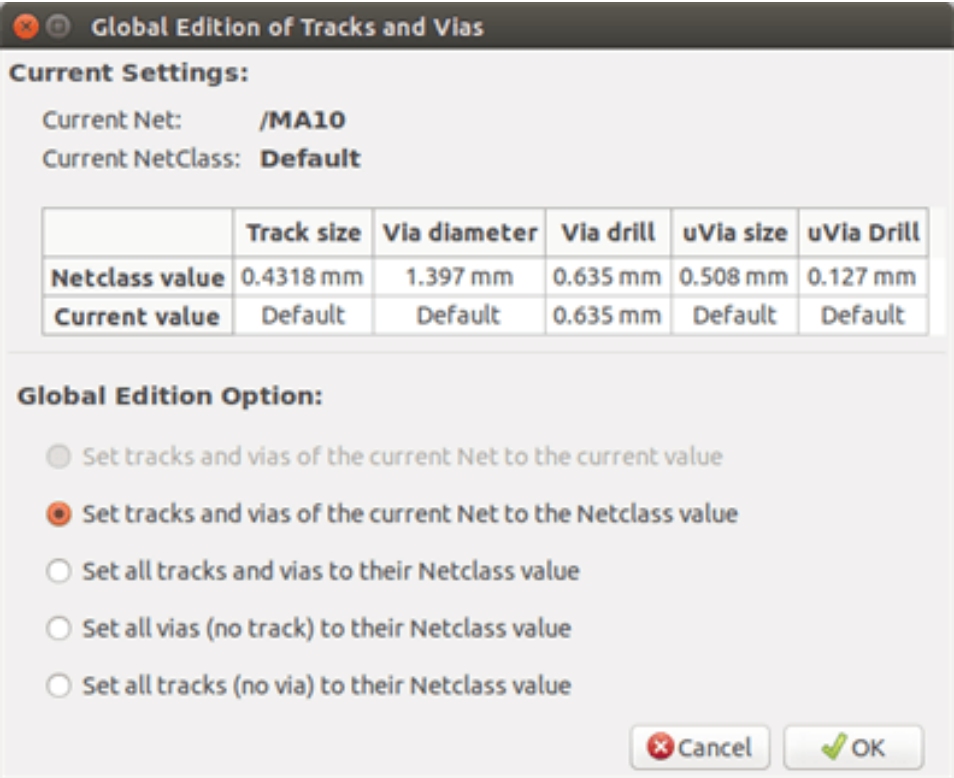 Global Edition of Tracks and Vias
Current Settings:
Current Net: /MA10
Current NetClass: Default
Track size Via diameter Via drill uVia size uVia Drill
Netclass value 0.4318 mm 1.397 mm 0.635 mm 0.508 mm 0.127 mm
Current value Default Default 0.635 mm Default Default
Global Edition Option:
Set tracks and vias of the current Net to the current value
Set tracks and vias of the current Net to the Netclass value
Set all tracks and vias to their Netclass value
Set all vias (no track) to their Netclass value
Set all tracks (no via) to their Netclass value
Cancel OK